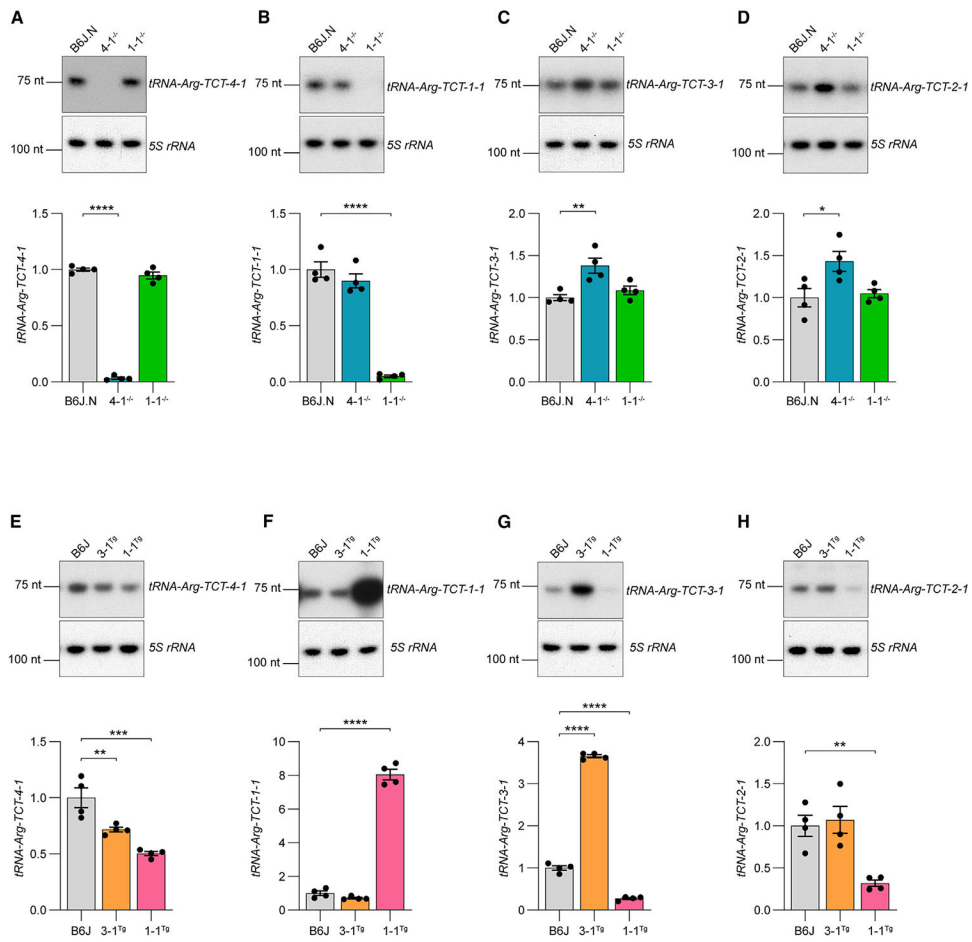 A
B6J.N 4-1-/- 1-1-/-
75 nt
tRNA-Arg-TCT-4-1
100 nt
5S rRNA
tRNA-Arg-TCT-4-1
1.5
1.0
0.5
0.0
****
B6J.N 4-1-/- 1-1-/-
B
B6J.N 4-1-/- 1-1-/-
75 nt
tRNA-Arg-TCT-1-1
100 nt
5S rRNA
tRNA-Arg-TCT-1-1
1.5
1.0
0.5
0.0
****
B6J.N 4-1-/- 1-1-/-
C
B6J.N 4-1-/- 1-1-/-
75 nt
tRNA-Arg-TCT-3-1
100 nt
5S rRNA
tRNA-Arg-TCT-3-1
2.0
1.5
1.0
0.5
0.0
**
B6J.N 4-1-/- 1-1-/-
D
B6J.N 4-1-/- 1-1-/-
75 nt
tRNA-Arg-TCT-2-1
100 nt
5S rRNA
tRNA-Arg-TCT-2-1
2.0
1.5
1.0
0.5
0.0
*
B6J.N 4-1-/- 1-1-/-
E
B6J 3-1Tg 1-1Tg
75 nt
tRNA-Arg-TCT-4-1
100 nt
5S rRNA
tRNA-Arg-TCT-4-1
1.5
1.0
0.5
0.0
***
**
B6J 3-1Tg 1-1Tg
F
B6J 3-1Tg 1-1Tg
75 nt
tRNA-Arg-TCT-1-1
100 nt
5S rRNA
tRNA-Arg-TCT-1-1
10
8
6
4
2
0
****
B6J 3-1Tg 1-1Tg
G
B6J 3-1Tg 1-1Tg
75 nt
tRNA-Arg-TCT-3-1
100 nt
5S rRNA
tRNA-Arg-TCT-3-1
4
3
2
1
0
****
****
B6J 3-1Tg 1-1Tg
H
B6J 3-1Tg 1-1Tg
75 nt
tRNA-Arg-TCT-2-1
100 nt
5S rRNA
tRNA-Arg-TCT-2-1
2.0
1.5
1.0
0.5
0.0
**
B6J 3-1Tg 1-1Tg